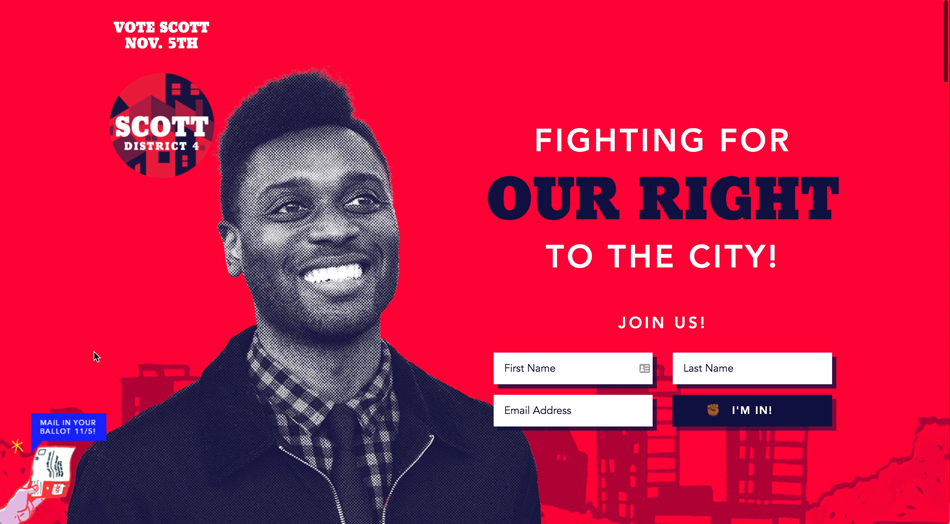 VOTE SCOTT
NOV. 5TH
SCOTT
DISTRICT 4
FIGHTING FOR
OUR RIGHT
TO THE CITY!
JOIN US!
First Name
Last Name
Email Address
I'M IN!
MAIL IN YOUR
BALLOT 11/5!